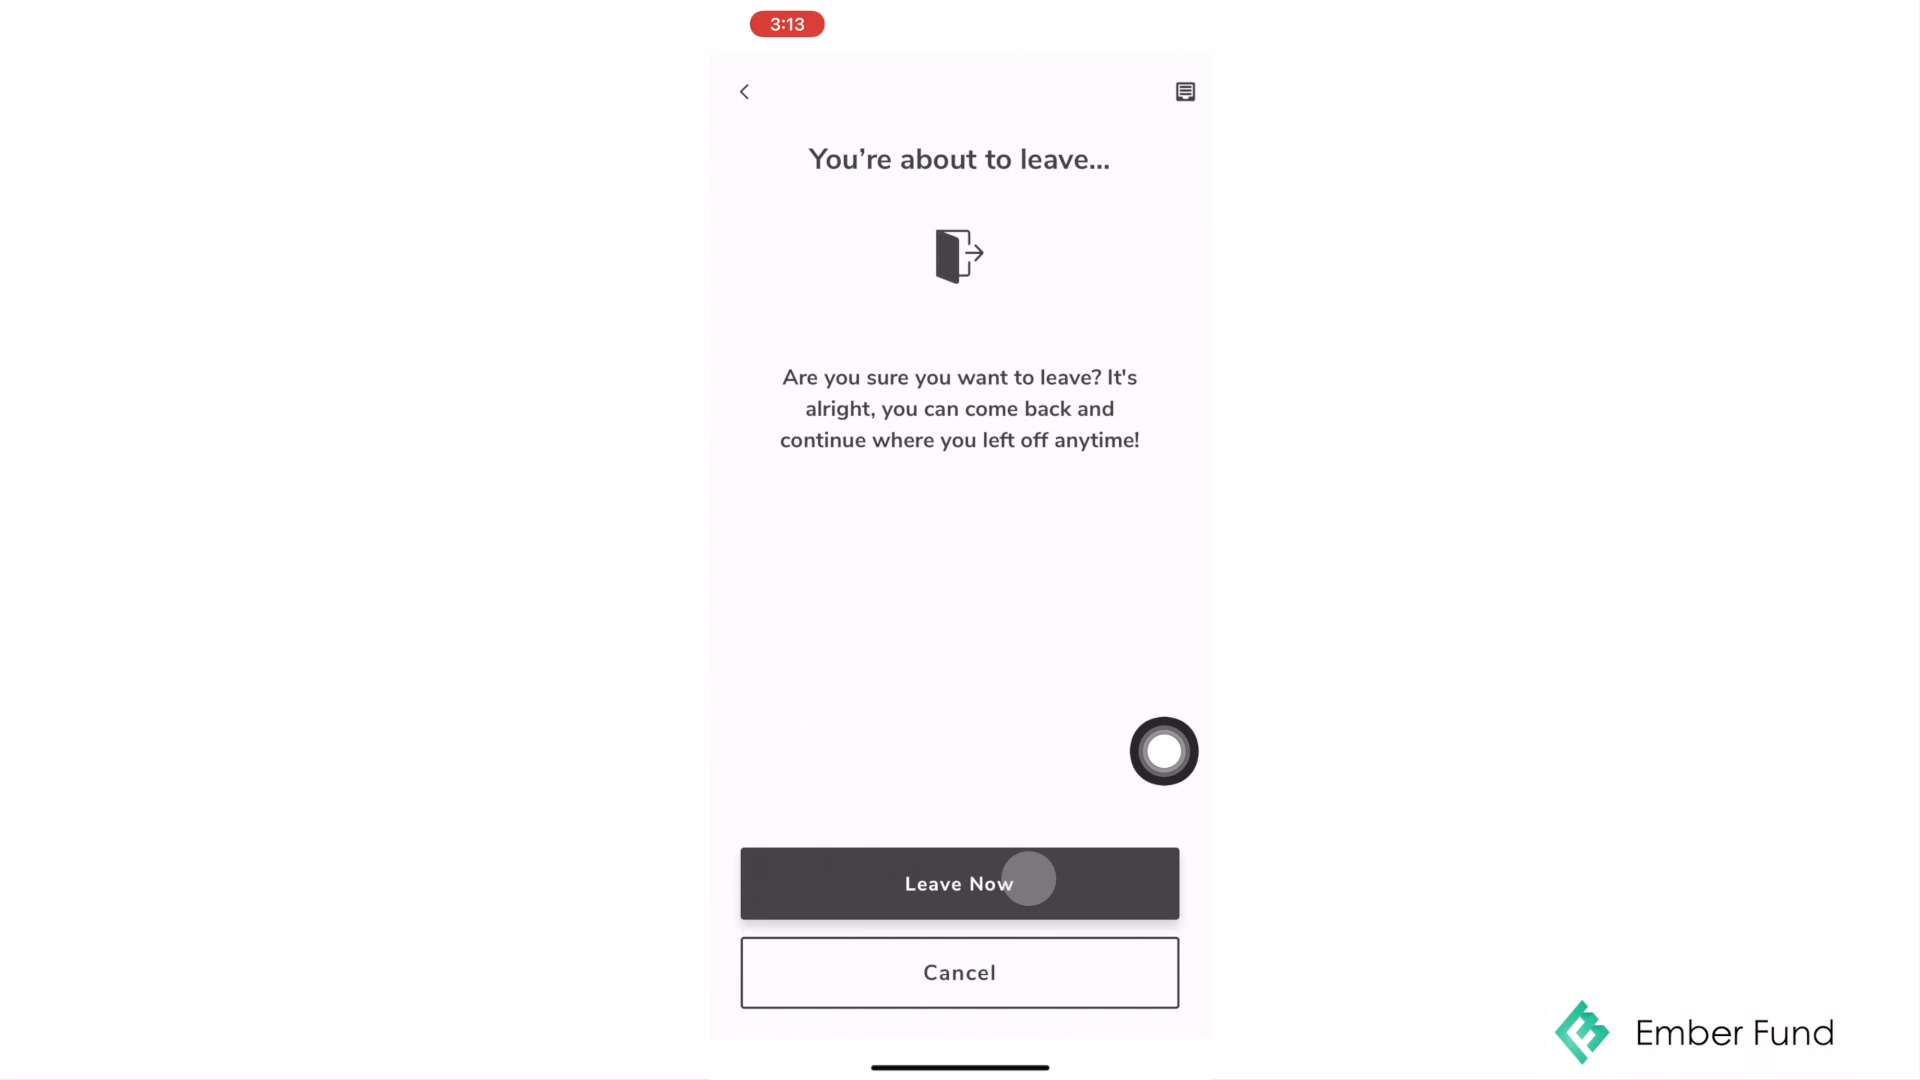 3:13
You’re about to leave...
Are you sure you want to leave? It's
alright, you can come back and
continue where you left off anytime!
Leave Now
Cancel
Ember Fund